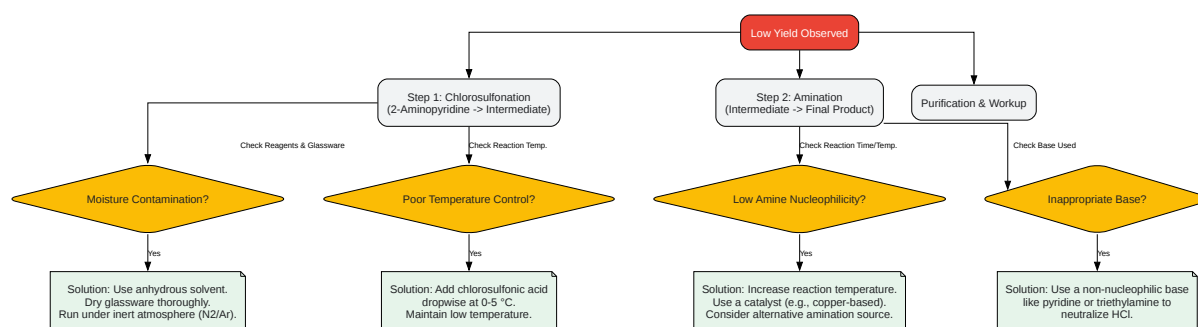 Low Yield Observed
Step 1: Chlorosulfonation
(2-Aminopyridine -> Intermediate)
Step 2: Amination
(Intermediate -> Final Product)
Purification & Workup
Check Reagents & Glassware
Check Reaction Temp.
Check Reaction Time/Temp.
Check Base Used
Moisture Contamination?
Poor Temperature Control?
Low Amine Nucleophilicity?
Inappropriate Base?
Yes
Yes
Yes
Yes
Solution: Use anhydrous solvent.
Dry glassware thoroughly.
Run under inert atmosphere (N2/Ar).
Solution: Add chlorosulfonic acid
dropwise at 0-5 °C.
Maintain low temperature.
Solution: Increase reaction temperature.
Use a catalyst (e.g., copper-based).
Consider alternative amination source.
Solution: Use a non-nucleophilic base
like pyridine or triethylamine to
neutralize HCl.